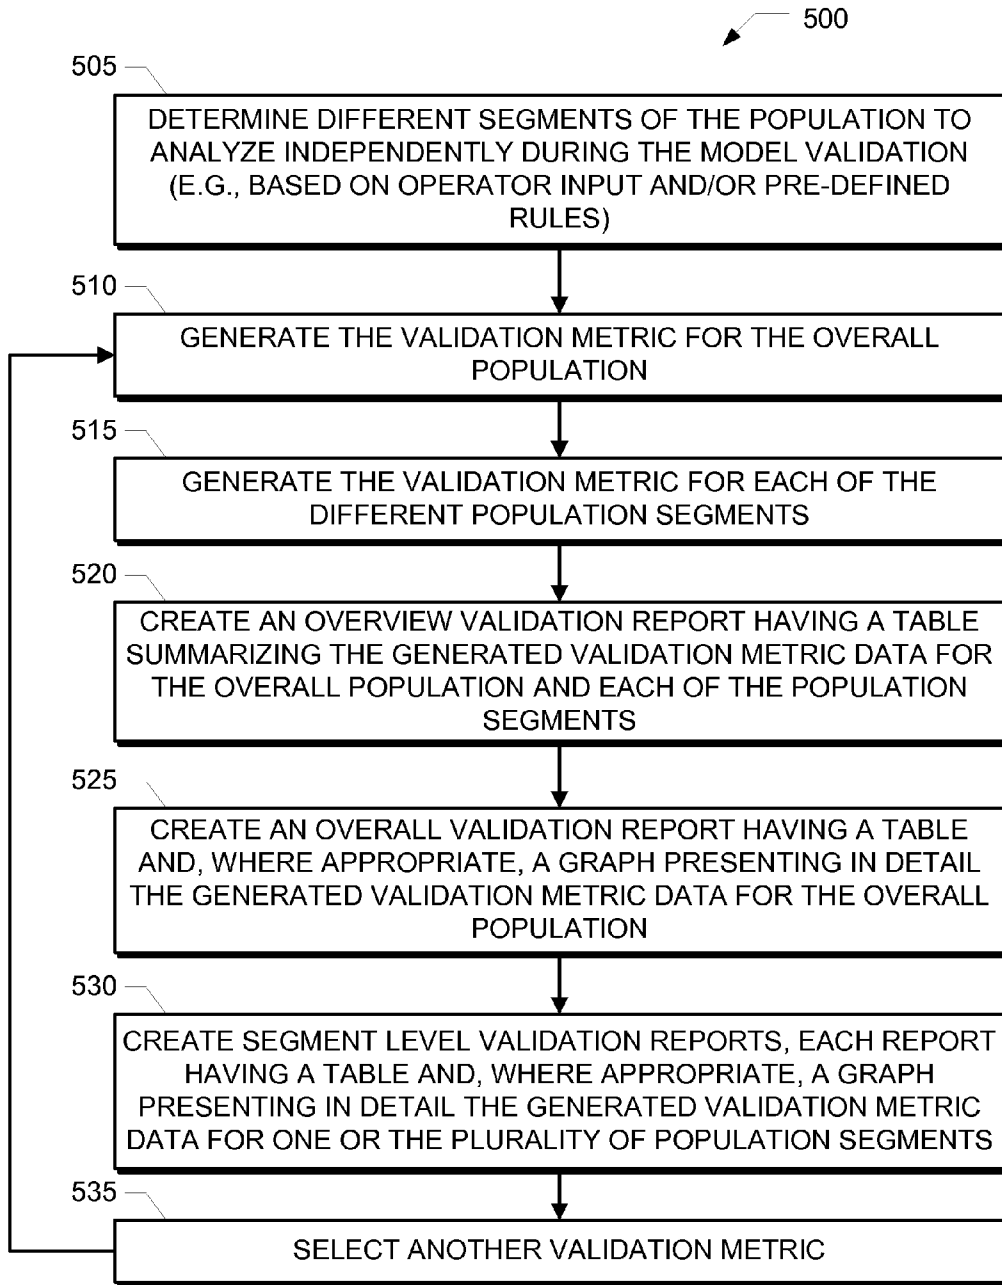 500
505
DETERMINE DIFFERENT SEGMENTS OF THE POPULATION TO
ANALYZE INDEPENDENTLY DURING THE MODEL VALIDATION
(E.G., BASED ON OPERATOR INPUT AND/OR PRE-DEFINED
RULES)
510
GENERATE THE VALIDATION METRIC FOR THE OVERALL
POPULATION
515
GENERATE THE VALIDATION METRIC FOR EACH OF THE
DIFFERENT POPULATION SEGMENTS
520
CREATE AN OVERVIEW VALIDATION REPORT HAVING A TABLE
SUMMARIZING THE GENERATED VALIDATION METRIC DATA FOR
THE OVERALL POPULATION AND EACH OF THE POPULATION
SEGMENTS
525
CREATE AN OVERALL VALIDATION REPORT HAVING A TABLE
AND, WHERE APPROPRIATE, A GRAPH PRESENTING IN DETAIL
THE GENERATED VALIDATION METRIC DATA FOR THE OVERALL
POPULATION
530
CREATE SEGMENT LEVEL VALIDATION REPORTS, EACH REPORT
HAVING A TABLE AND, WHERE APPROPRIATE, A GRAPH
PRESENTING IN DETAIL THE GENERATED VALIDATION METRIC
DATA FOR ONE OR THE PLURALITY OF POPULATION SEGMENTS
535
SELECT ANOTHER VALIDATION METRIC